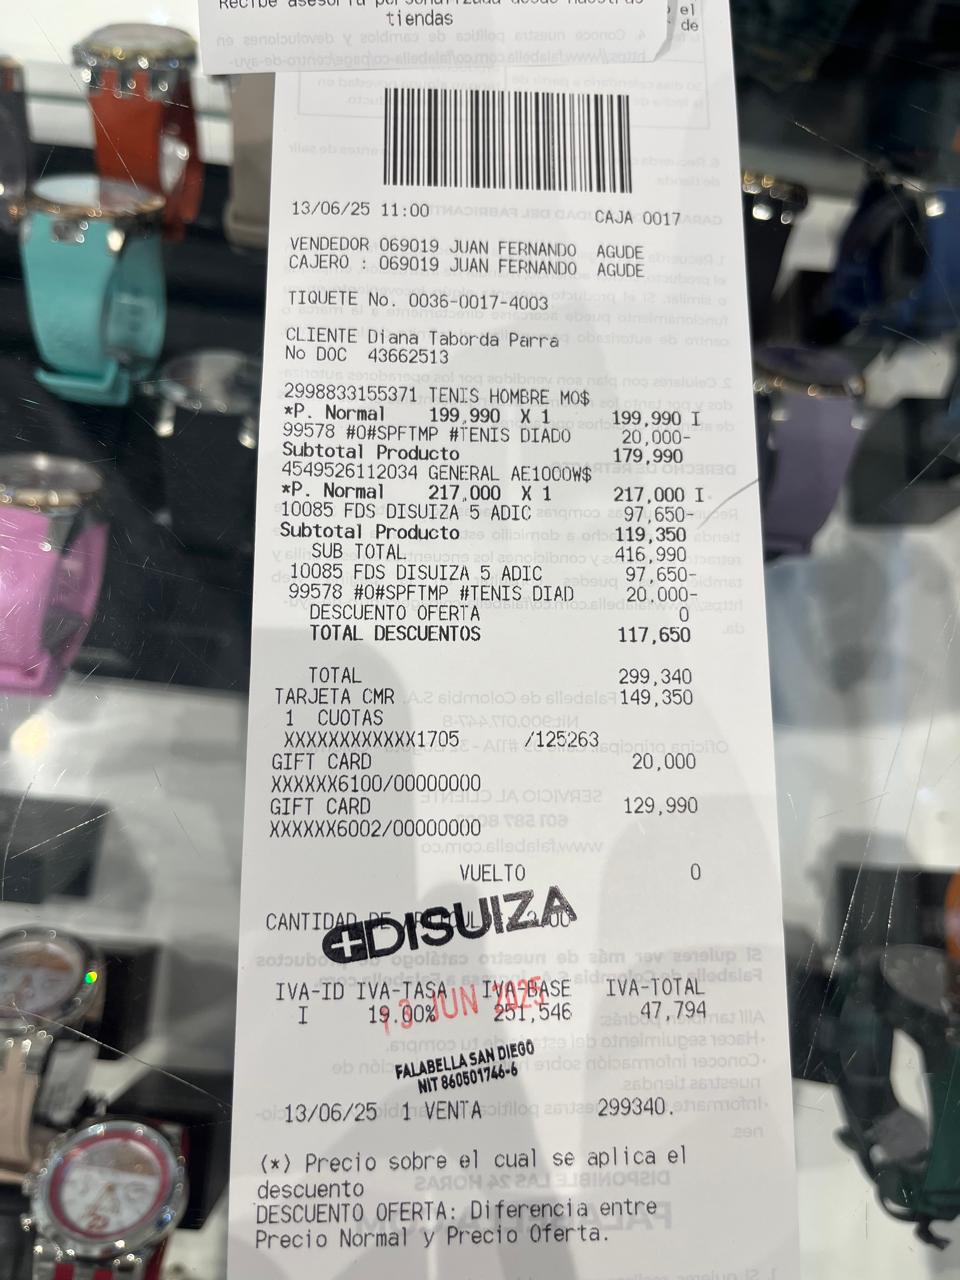 Recibe asesoría personalizada desde nuestras
tiendas
el
de
13/06/25 11:00 CAJA 0017
VENDEDOR 069019 JUAN FERNANDO AGUDE
CAJERO : 069019 JUAN FERNANDO AGUDE
TIQUETE No. 0036-0017-4003
CLIENTE Diana Taborda Parra
No DOC 43662513
2998833155371 TENIS HOMBRE MO$
*P. Normal 199,990 X 1 199,990 I
99578 #O#SPFTMP #TENIS DIADO 20,000-
Subtotal Producto 179,990
4549526112034 GENERAL AE1000W$
*P. Normal 217,000 X 1 217,000 I
10085 FDS DISUIZA 5 ADIC 97,650-
Subtotal Producto 119,350
SUB TOTAL 416,990
10085 FDS DISUIZA 5 ADIC 97,650-
99578 #O#SPFTMP #TENIS DIAD 20,000-
DESCUENTO OFERTA 0
TOTAL DESCUENTOS 117,650
TOTAL 299,340
TARJETA CMR 149,350
1 CUOTAS
XXXXXXXXXXXX1705 /125263
GIFT CARD 20,000
XXXXXX6100/00000000
GIFT CARD 129,990
XXXXXX6002/00000000
VUELTO 0
CANTIDAD DE
DISUIZA
IVA-ID IVA-TASA IVA-BASE IVA-TOTAL
I 19.00% 251,546 47,794
13 JUN 2025
FALABELLA SAN DIEGO
NIT 860501746-6
13/06/25 1 VENTA 299340.
(*) Precio sobre el cual se aplica el
descuento
DESCUENTO OFERTA: Diferencia entre
Precio Normal y Precio Oferta.